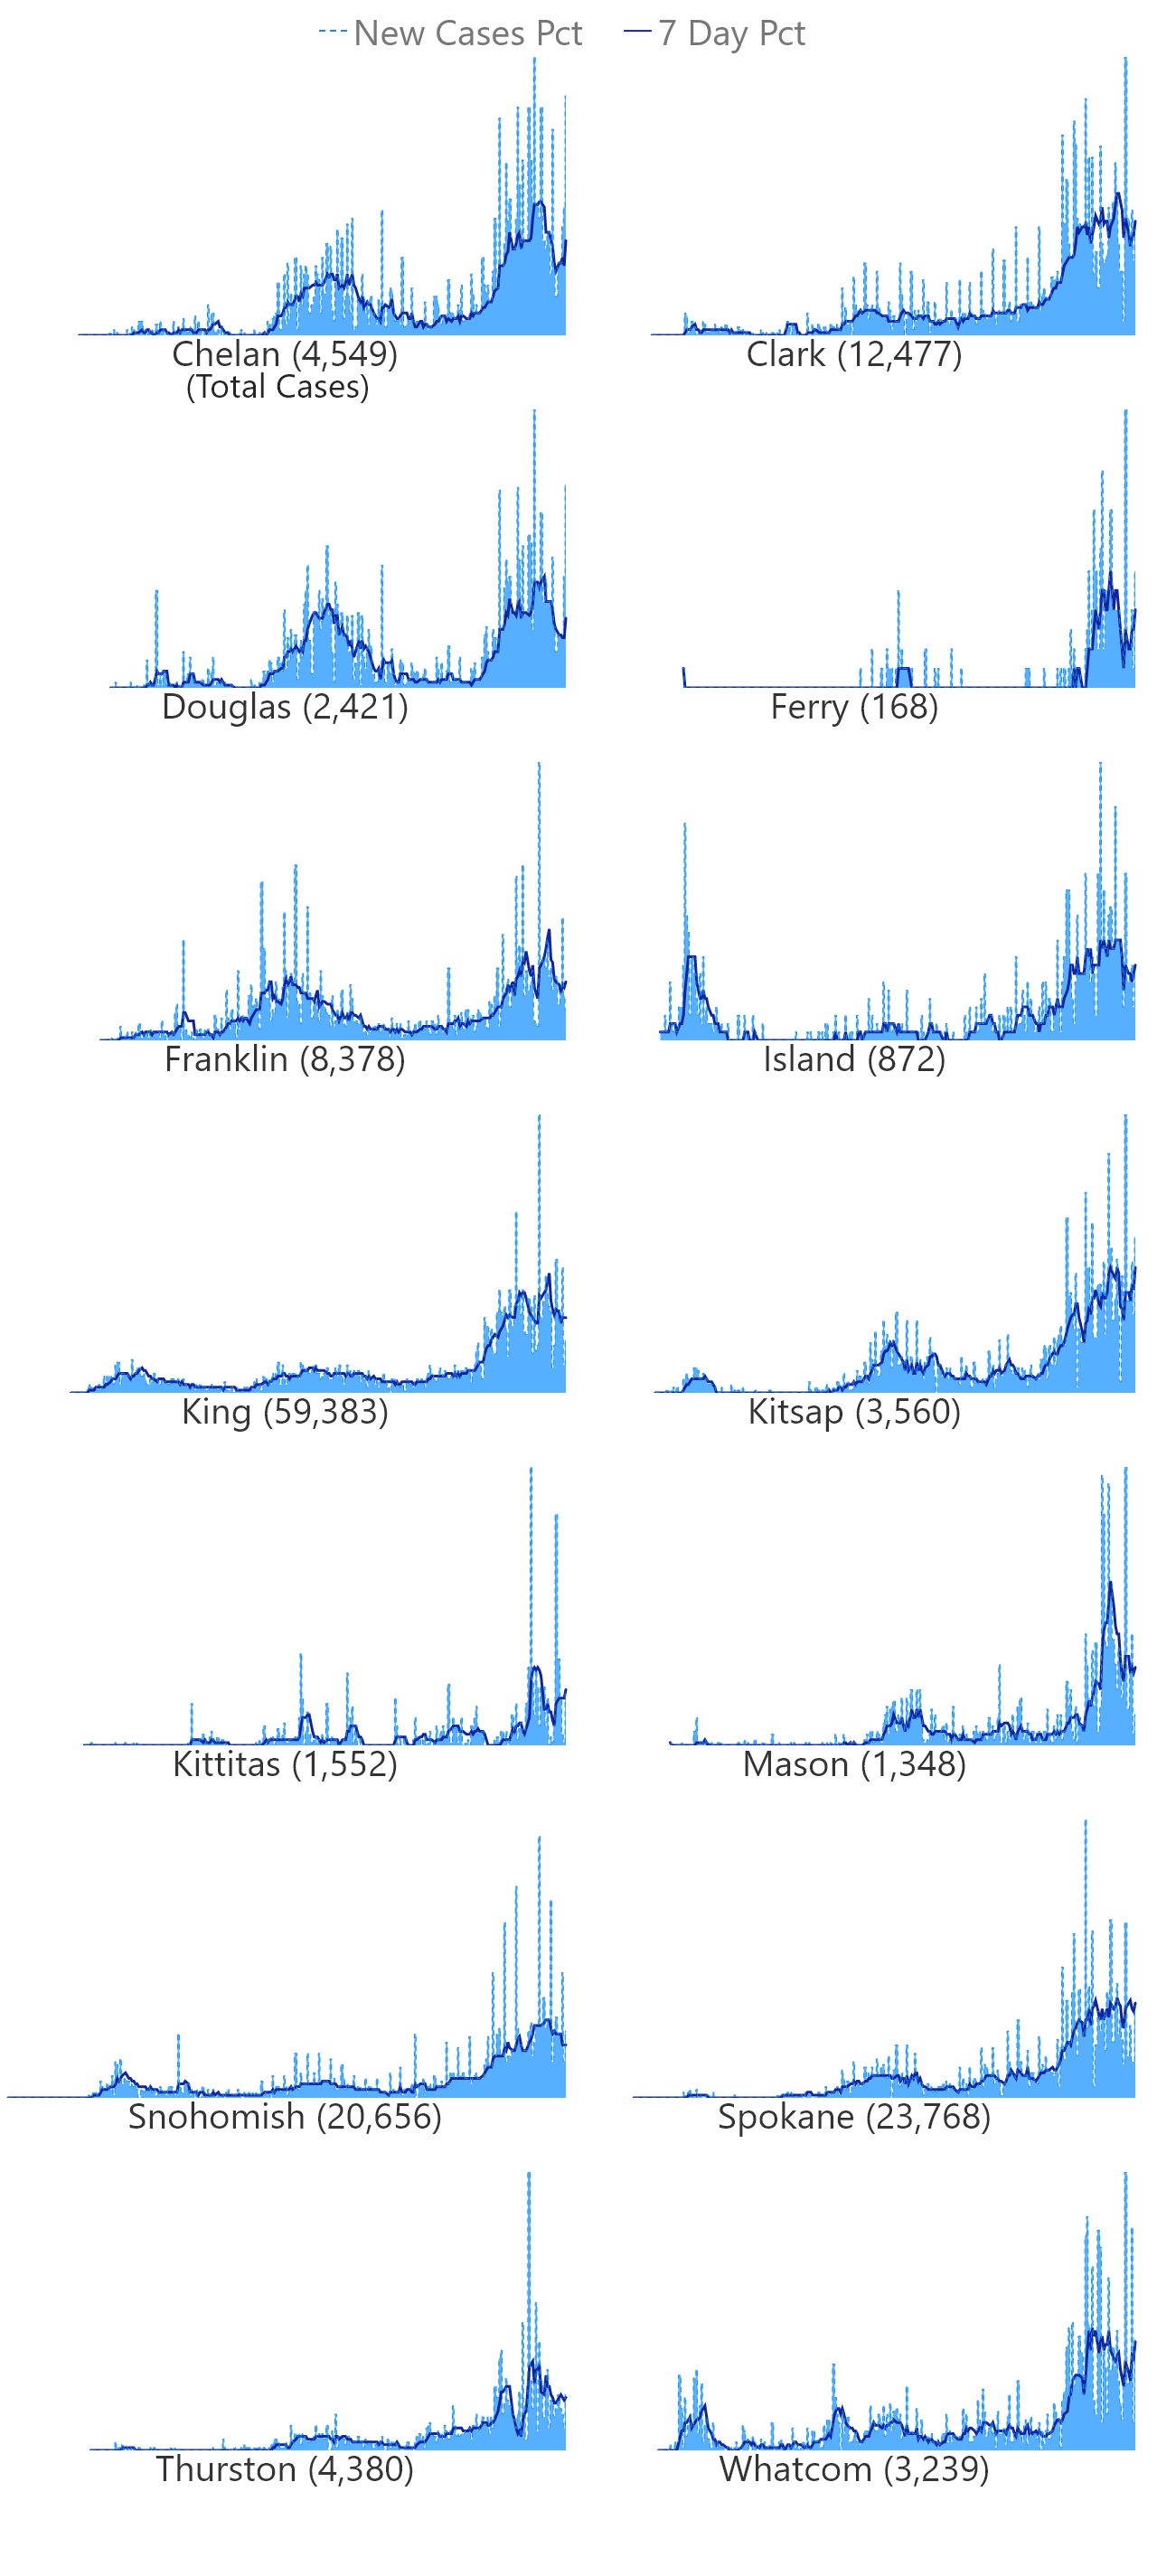 New Cases Pct 7 Day Pct
Chelan (4,549) Clark (12,477)
(Total Cases)
Douglas (2,421) Ferry (168)
Franklin (8,378) Island (872)
King (59,383) Kitsap (3,560)
Kittitas (1,552) Mason (1,348)
Snohomish (20,656) Spokane (23,768)
Thurston (4,380) Whatcom (3,239)